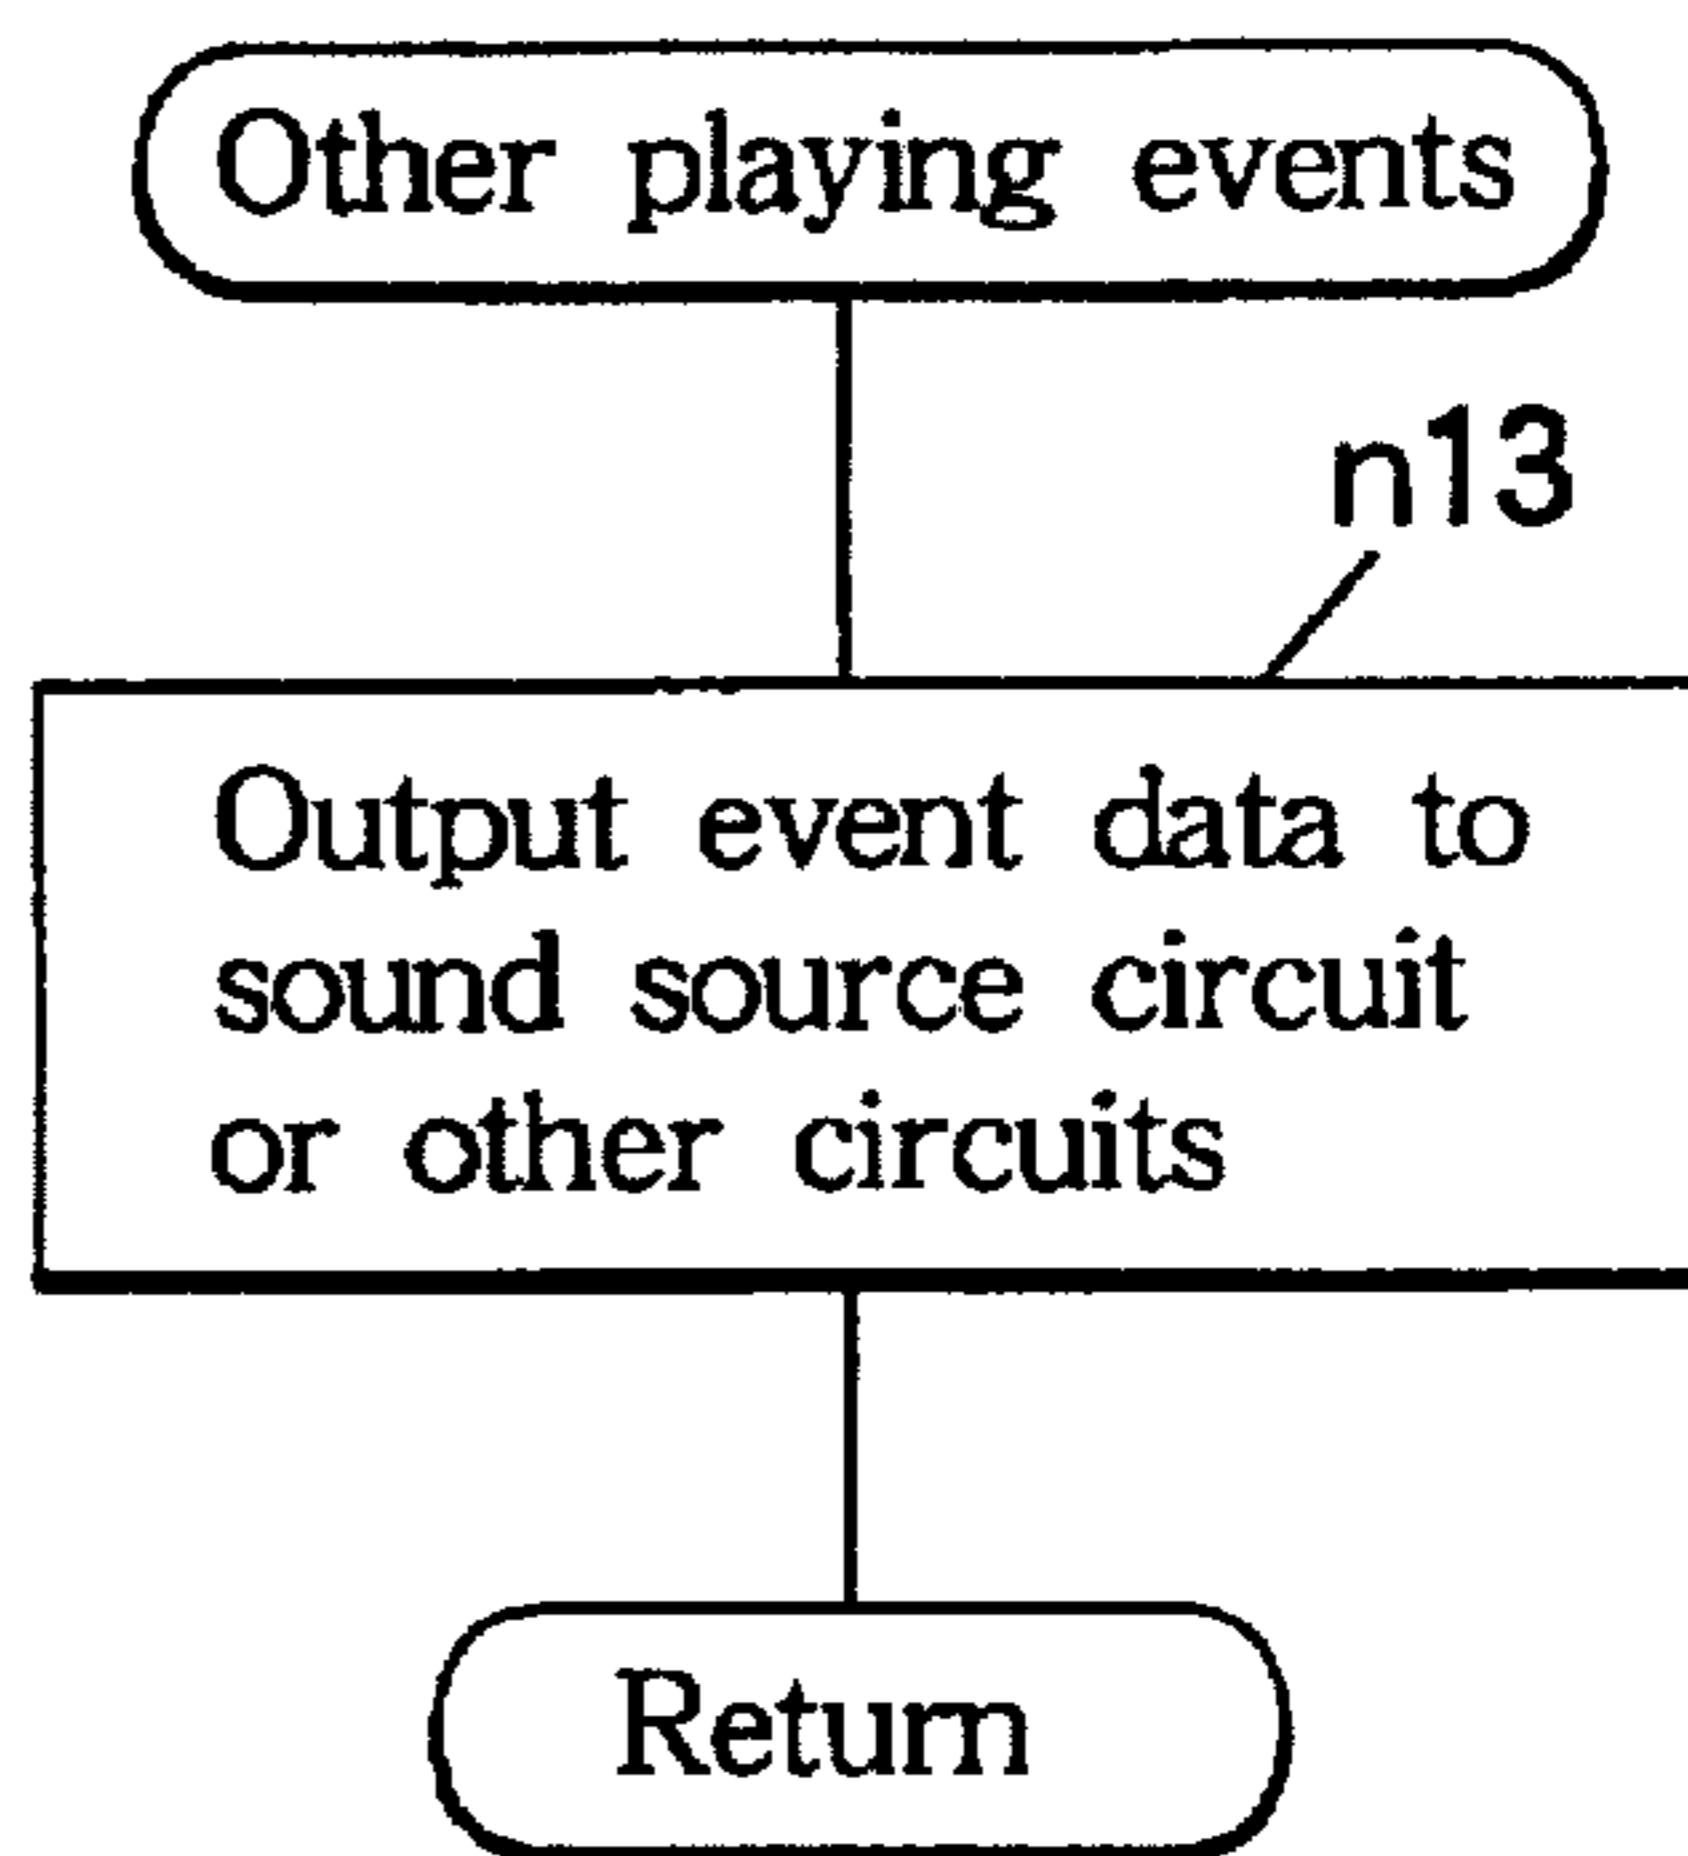 Other playing events
n13
Output event data to
sound source circuit
or other circuits
Return